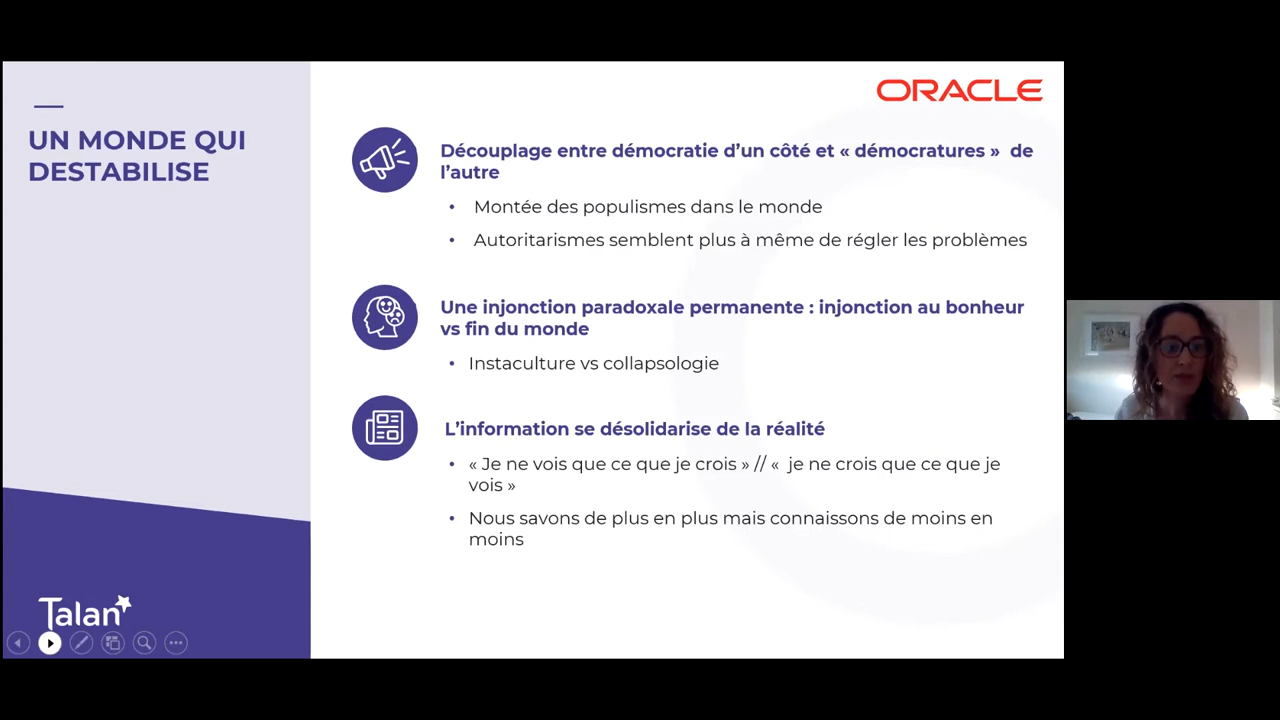 UN MONDE QUI
DESTABILISE
ORACLE
Découplage entre démocratie d’un côté et « démocratures »  de
l’autre
• Montée des populismes dans le monde
• Autoritarismes semblent plus à même de régler les problèmes
Une injonction paradoxale permanente : injonction au bonheur
vs fin du monde
• Instaculture vs collapsologie
L’information se désolidarise de la réalité
• « Je ne vois que ce que je crois » // «  je ne crois que ce que je
vois »
• Nous savons de plus en plus mais connaissons de moins en
moins
Talan